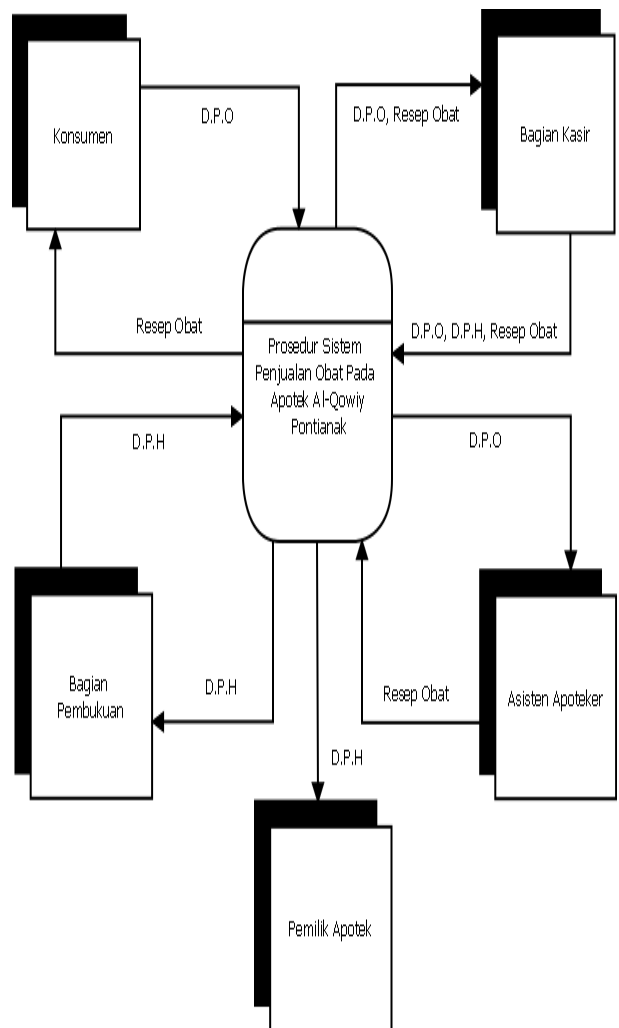 Konsumen
D.P.O
D.P.O, Resep Obat
Bagian Kasir
Resep Obat
D.P.O, D.P.H, Resep Obat
Prosedur Sistem
Penjualan Obat Pada
Apotek Al-Qowiy
Pontianak
D.P.H
D.P.O
Bagian
Pembukuan
D.P.H
Resep Obat
Asisten Apoteker
D.P.H
Pemilik Apotek